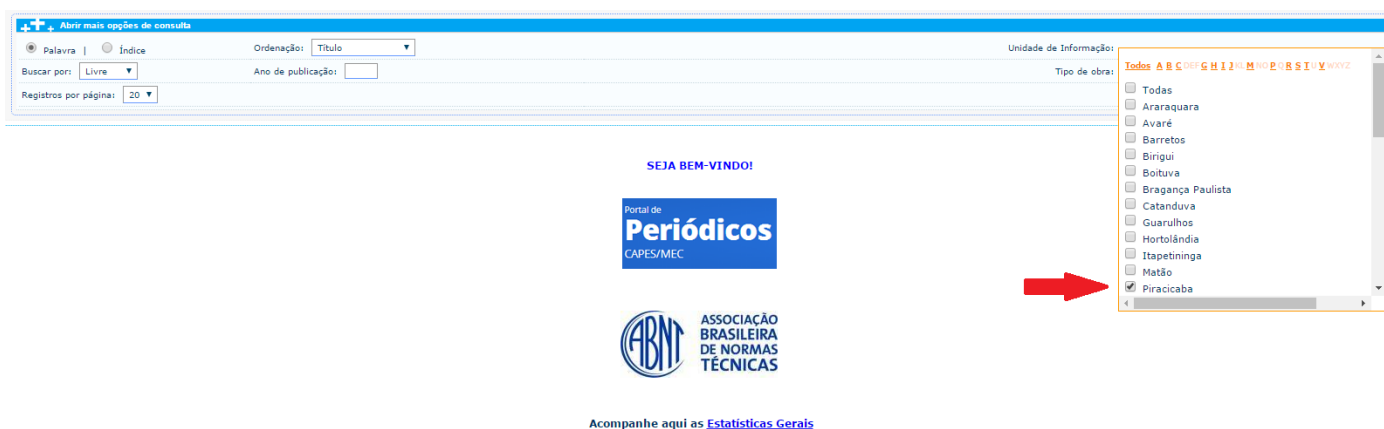 Abrir mais opções de consulta
Palavra | Índice Ordenação: Título Unidade de Informação:
Buscar por: Livre Ano de publicação: Tipo de obra:
Registros por página: 20
Todos A B C D E F G H I J K L M N O P Q R S T U V W X Y Z
Todas
Araraquara
Avaré
Barretos
Birigui
Boituva
Bragança Paulista
Catanduva
Guarulhos
Hortolândia
Itapetininga
Matão
Piracicaba
SEJA BEM-VINDO!
Portal de
Periódicos
CAPES/MEC
ABNT
ASSOCIAÇÃO
BRASILEIRA
DE NORMAS
TÉCNICAS
Acompanhe aqui as Estatísticas Gerais